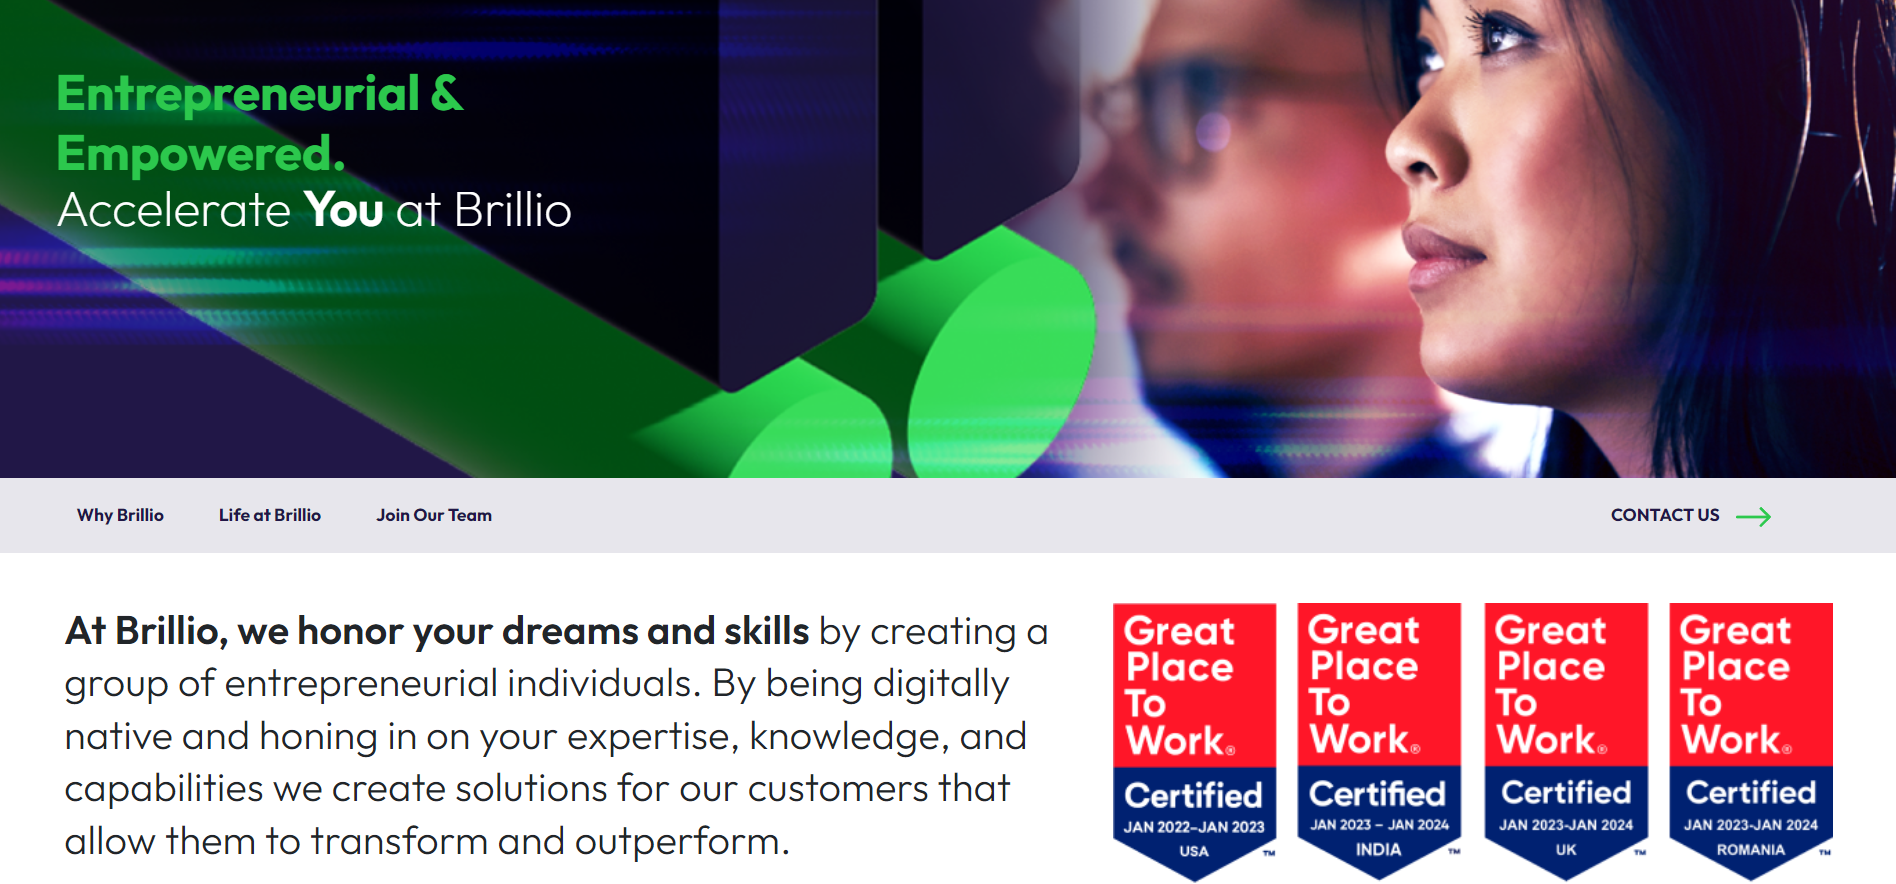 Entrepreneurial &
Empowered.
Accelerate You at Brillio
Why Brillio
Life at Brillio
Join Our Team
CONTACT US
At Brillio, we honor your dreams and skills by creating a
group of entrepreneurial individuals. By being digitally
native and honing in on your expertise, knowledge, and
capabilities we create solutions for our customers that
allow them to transform and outperform.
Great
Place
To
Work®
Certified
JAN 2022–JAN 2023
USA ™
Great
Place
To
Work®
Certified
JAN 2023 – JAN 2024
INDIA ™
Great
Place
To
Work®
Certified
JAN 2023-JAN 2024
UK ™
Great
Place
To
Work®
Certified
JAN 2023-JAN 2024
ROMANIA ™